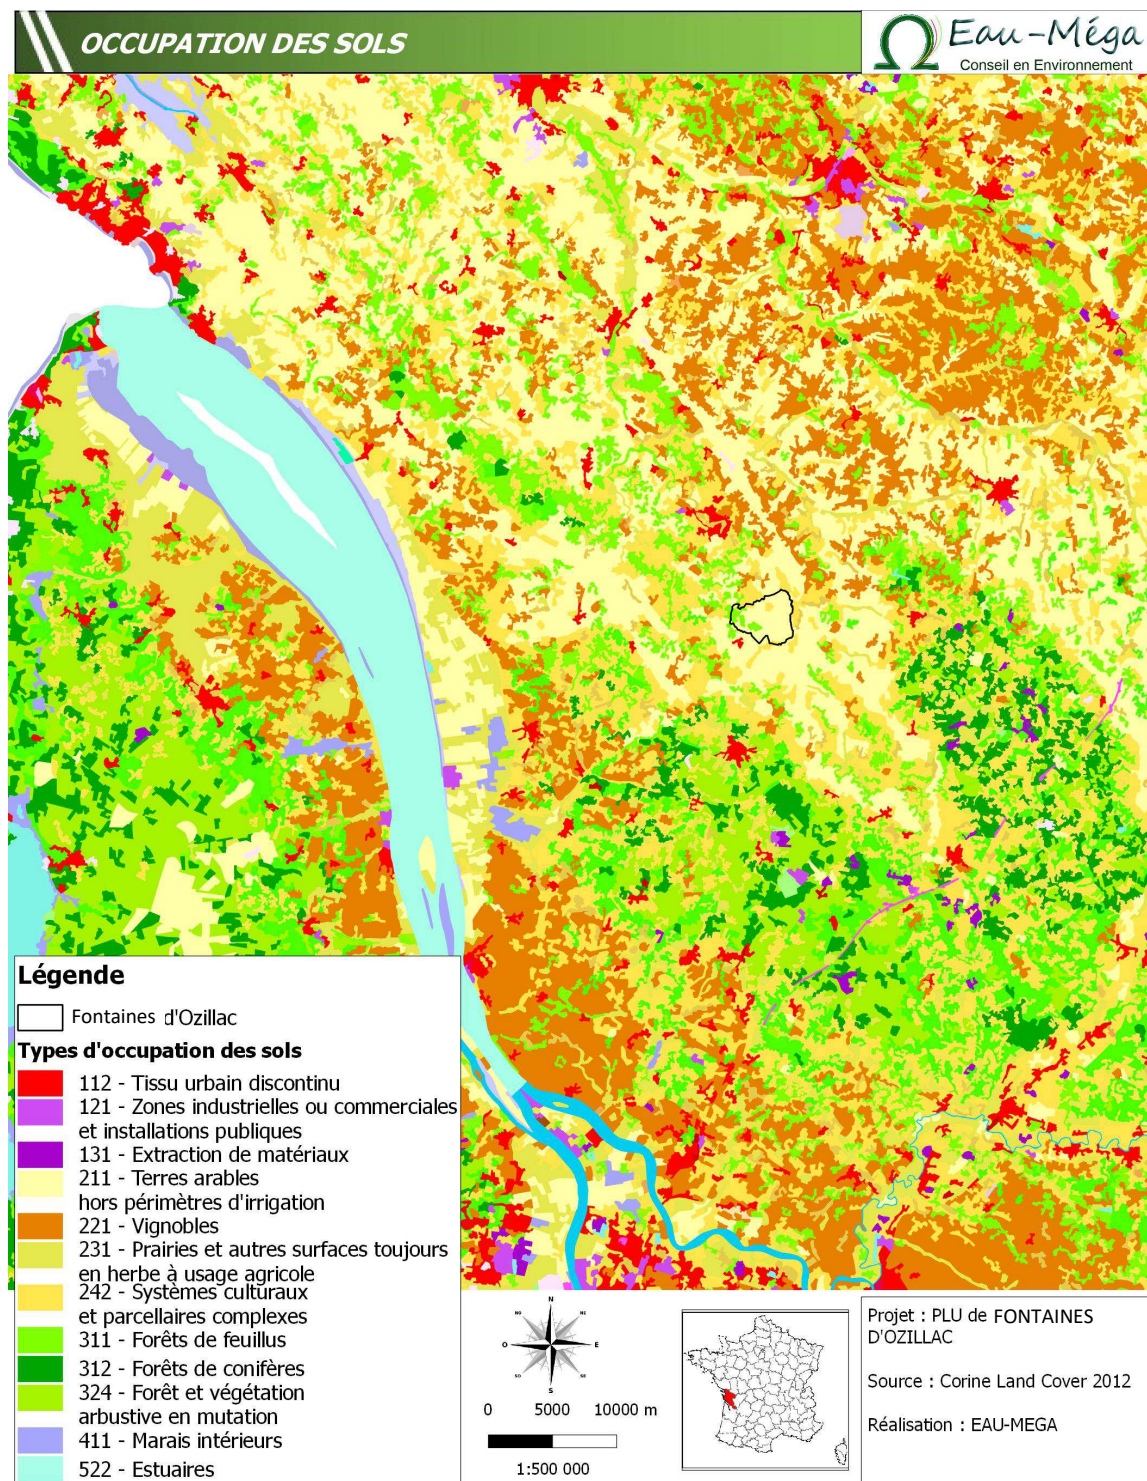 OCCUPATION DES SOLS
Eau-Méga
Conseil en Environnement
Légende
Fontaines d'Ozillac
Types d'occupation des sols
112 - Tissu urbain discontinu
121 - Zones industrielles ou commerciales
et installations publiques
131 - Extraction de matériaux
211 - Terres arables
hors périmètres d'irrigation
221 - Vignobles
231 - Prairies et autres surfaces toujours
en herbe à usage agricole
242 - Systèmes culturaux
et parcellaires complexes
311 - Forêts de feuillus
312 - Forêts de conifères
324 - Forêt et végétation
arbustive en mutation
411 - Marais intérieurs
522 - Estuaires
N
NO NE
O E
SO SE
S
0 5000 10000 m
1:500 000
Projet : PLU de FONTAINES
D'OZILLAC
Source : Corine Land Cover 2012
Réalisation : EAU-MEGA